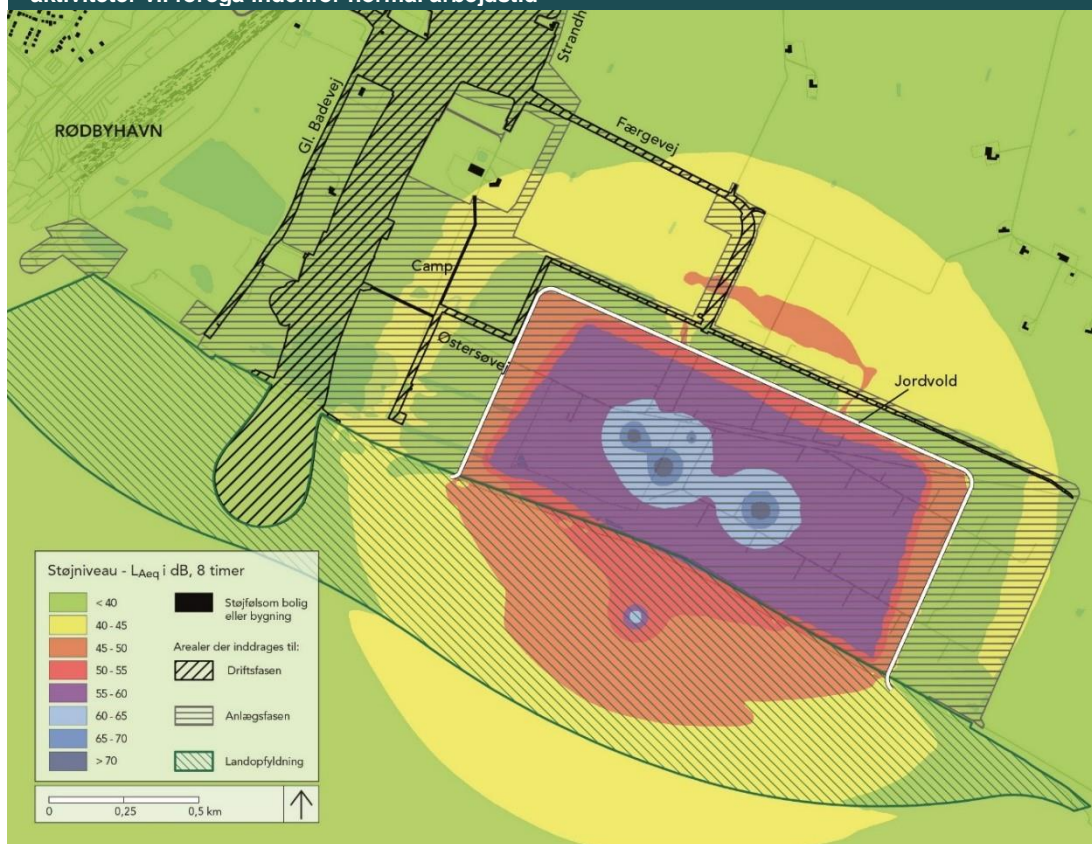 aktiviteter vil foregå indenfor normal arbejdstid
Strandh
Gl. Badevej
RØDBYHAVN
Færgevej
Camp
Østersøvej
Jordvold
Støjniveau - LAeq i dB, 8 timer
< 40
40 - 45
45 - 50
50 - 55
55 - 60
60 - 65
65 - 70
> 70
Støjfølsom bolig
eller bygning
Arealer der inddrages til:
Driftsfasen
Anlægsfasen
Landopfyldning
0
0,25
0,5 km